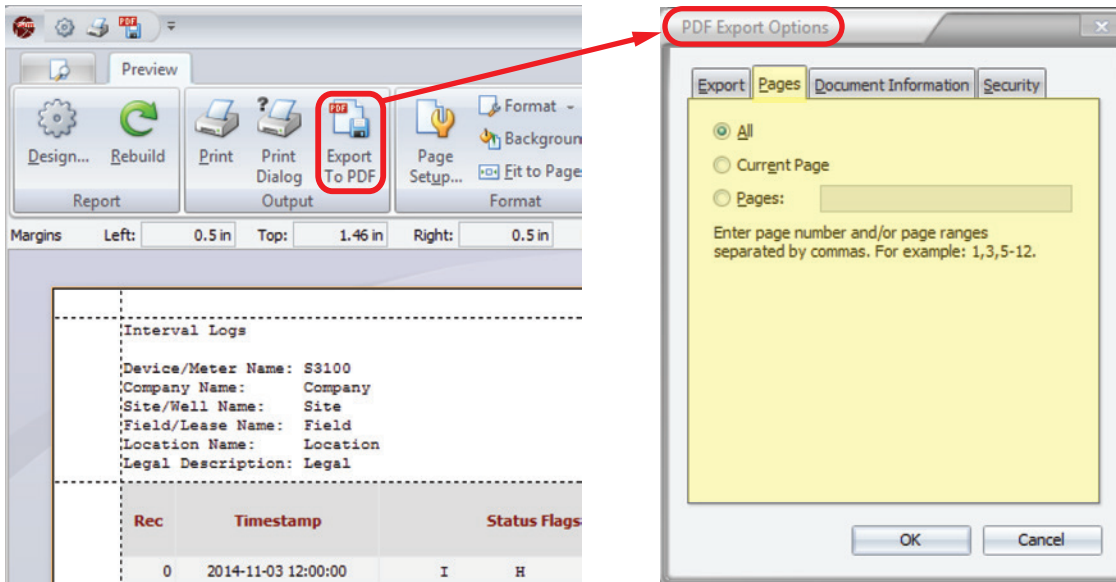 PDF
Preview
Design...
Rebuild
Print
?
Print
Dialog
PDF
Export
To PDF
Page
Setup...
Format
Backgroun
Fit to Page
Report
Output
Format
Margins Left: 0.5 in Top: 1.46 in Right: 0.5 in
Interval Logs
Device/Meter Name: S3100
Company Name: Company
Site/Well Name: Site
Field/Lease Name: Field
Location Name: Location
Legal Description: Legal
Rec Timestamp Status Flags
0 2014-11-03 12:00:00 I H
PDF Export Options
Export Pages Document Information Security
All
Current Page
Pages:
Enter page number and/or page ranges
separated by commas. For example: 1,3,5-12.
OK Cancel